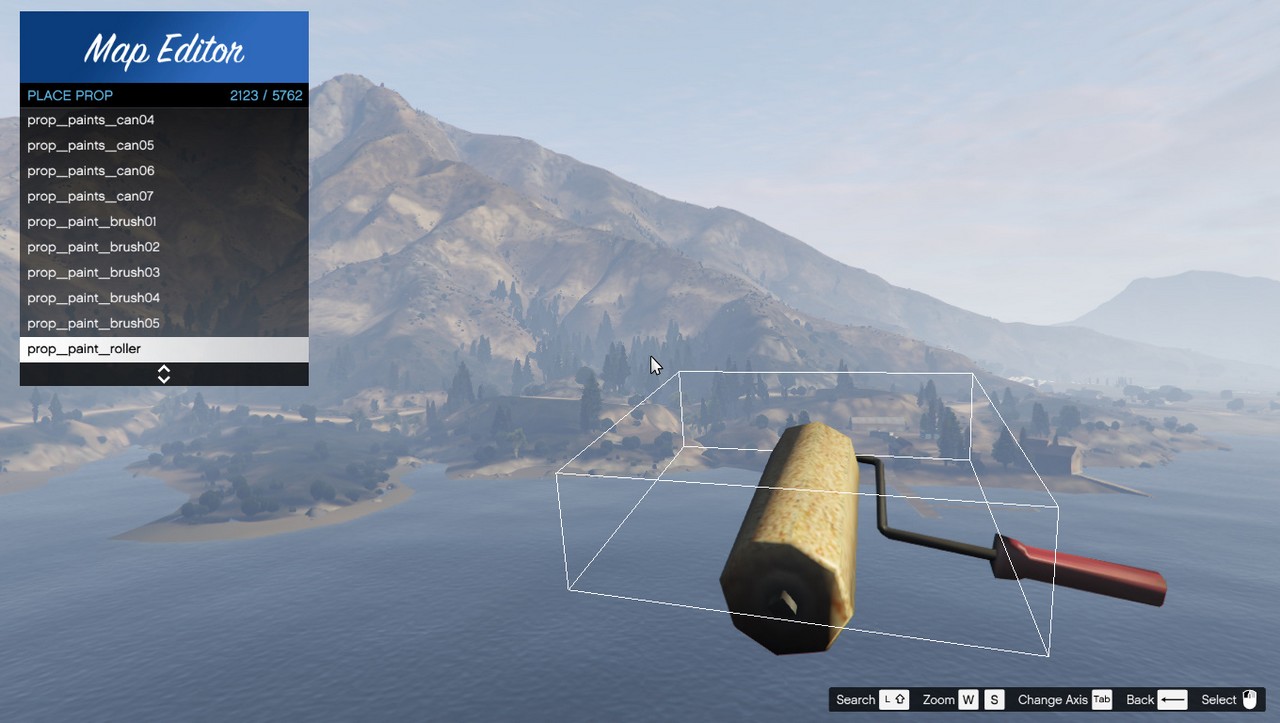 Map Editor
PLACE PROP 2123 / 5762
prop__paints__can04
prop__paints__can05
prop__paints__can06
prop__paints__can07
prop__paint__brush01
prop__paint__brush02
prop__paint__brush03
prop__paint__brush04
prop__paint__brush05
prop__paint__roller
Search L⇧ Zoom W S Change Axis Tab Back ⟵ Select